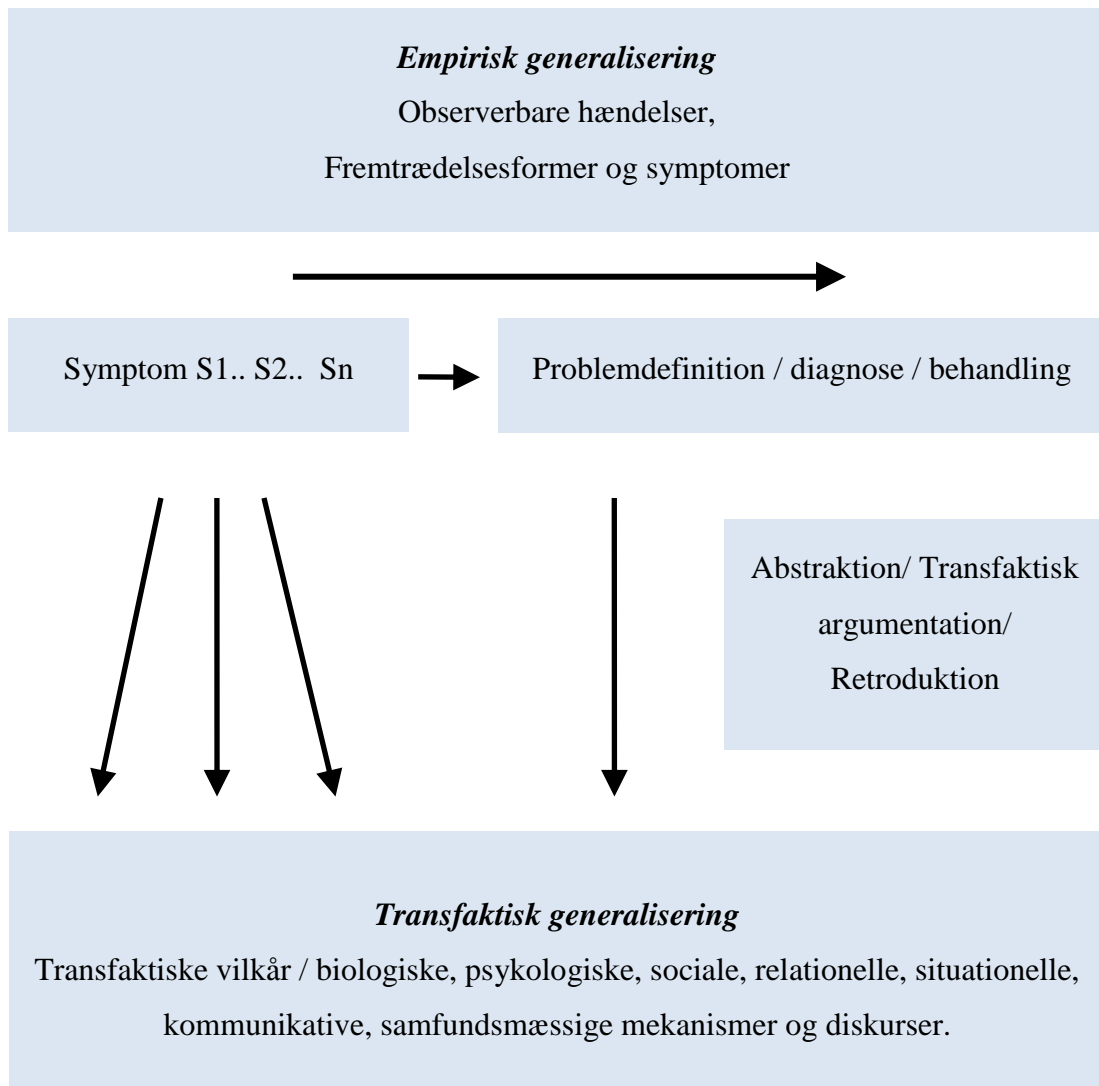 Empirisk generalisering
Observerbare hændelser,
Fremtrædelsesformer og symptomer
Symptom S1.. S2.. Sn
Problemdefinition / diagnose / behandling
Abstraktion/ Transfaktisk
argumentation/
Retroduktion
Transfaktisk generalisering
Transfaktiske vilkår / biologiske, psykologiske, sociale, relationelle, situationelle,
kommunikative, samfundsmæssige mekanismer og diskurser.